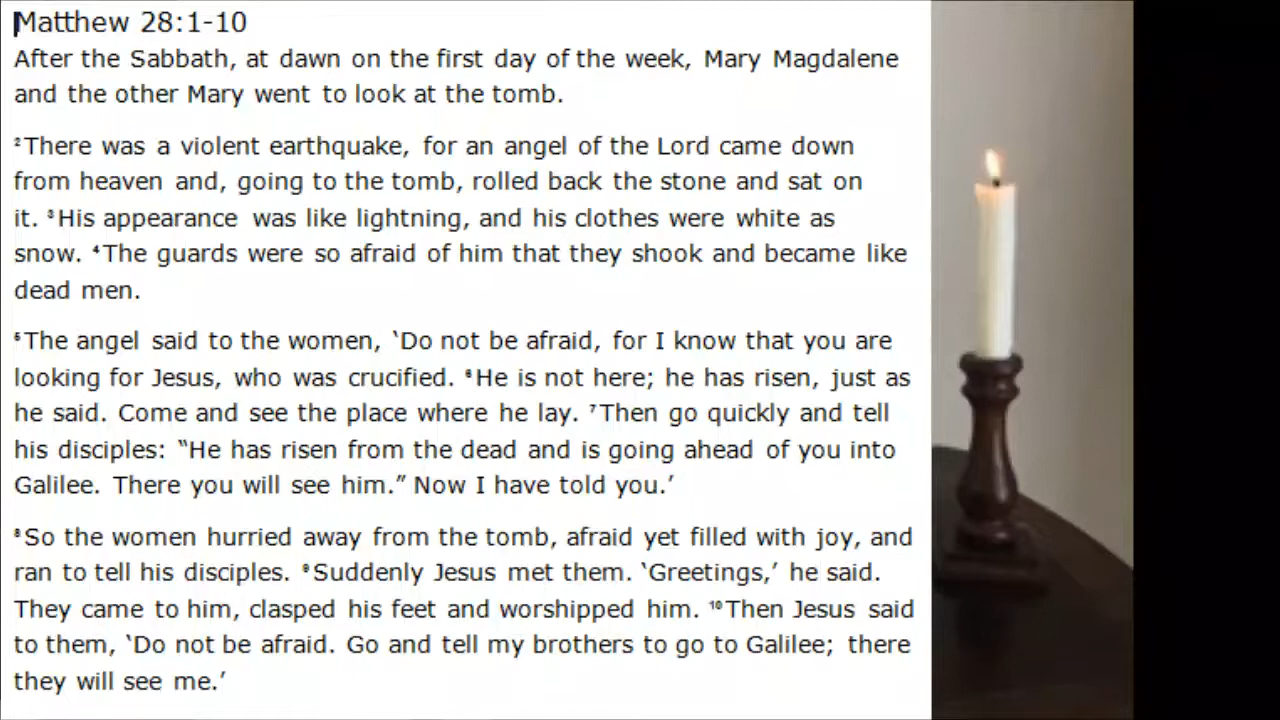 Matthew 28:1-10
After the Sabbath, at dawn on the first day of the week, Mary Magdalene
and the other Mary went to look at the tomb.
²There was a violent earthquake, for an angel of the Lord came down
from heaven and, going to the tomb, rolled back the stone and sat on
it. ³His appearance was like lightning, and his clothes were white as
snow. ⁴The guards were so afraid of him that they shook and became like
dead men.
⁵The angel said to the women, ‘Do not be afraid, for I know that you are
looking for Jesus, who was crucified. ⁶He is not here; he has risen, just as
he said. Come and see the place where he lay. ⁷Then go quickly and tell
his disciples: “He has risen from the dead and is going ahead of you into
Galilee. There you will see him.” Now I have told you.’
⁸So the women hurried away from the tomb, afraid yet filled with joy, and
ran to tell his disciples. ⁹Suddenly Jesus met them. ‘Greetings,’ he said.
They came to him, clasped his feet and worshipped him. ¹⁰Then Jesus said
to them, ‘Do not be afraid. Go and tell my brothers to go to Galilee; there
they will see me.’